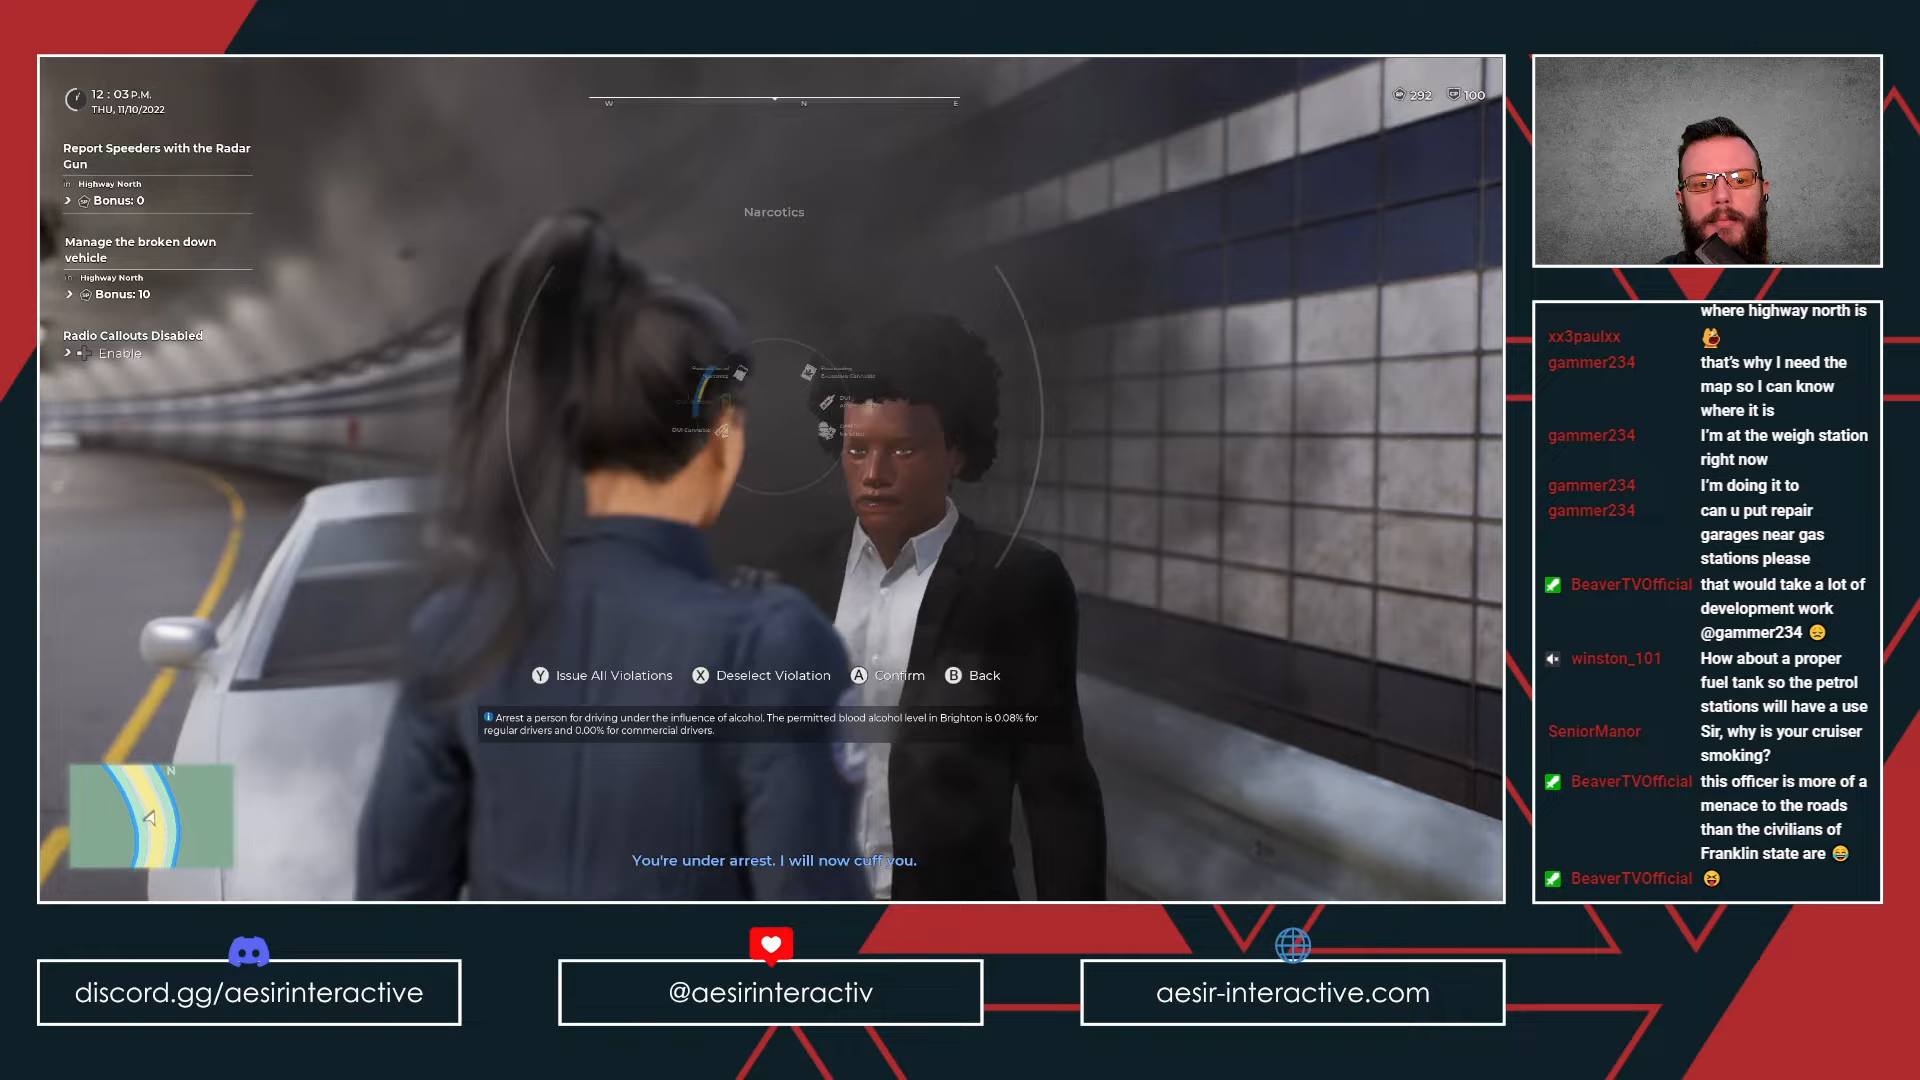 12 : 03 P.M.
THU, 11/10/2022
W N E
292 100
Report Speeders with the Radar
Gun
in Highway North
Bonus: 0
Manage the broken down
vehicle
in Highway North
Bonus: 10
Radio Callouts Disabled
Enable
Narcotics
DUI Cannabis
DUI
Y Issue All Violations X Deselect Violation A Confirm B Back
Arrest a person for driving under the influence of alcohol. The permitted blood alcohol level in Brighton is 0.08% for
regular drivers and 0.00% for commercial drivers.
N
You're under arrest. I will now cuff you.
where highway north is
xx3paulxx
gammer234 that's why I need the
map so I can know
where it is
gammer234 I'm at the weigh station
right now
gammer234 I'm doing it to
gammer234 can u put repair
garages near gas
stations please
BeaverTVOfficial that would take a lot of
development work
@gammer234 😔
winston_101 How about a proper
fuel tank so the petrol
stations will have a use
SeniorManor Sir, why is your cruiser
smoking?
BeaverTVOfficial this officer is more of a
menace to the roads
than the civilians of
Franklin state are 😂
BeaverTVOfficial 😝
discord.gg/aesirinteractive
@aesirinteractiv
aesir-interactive.com